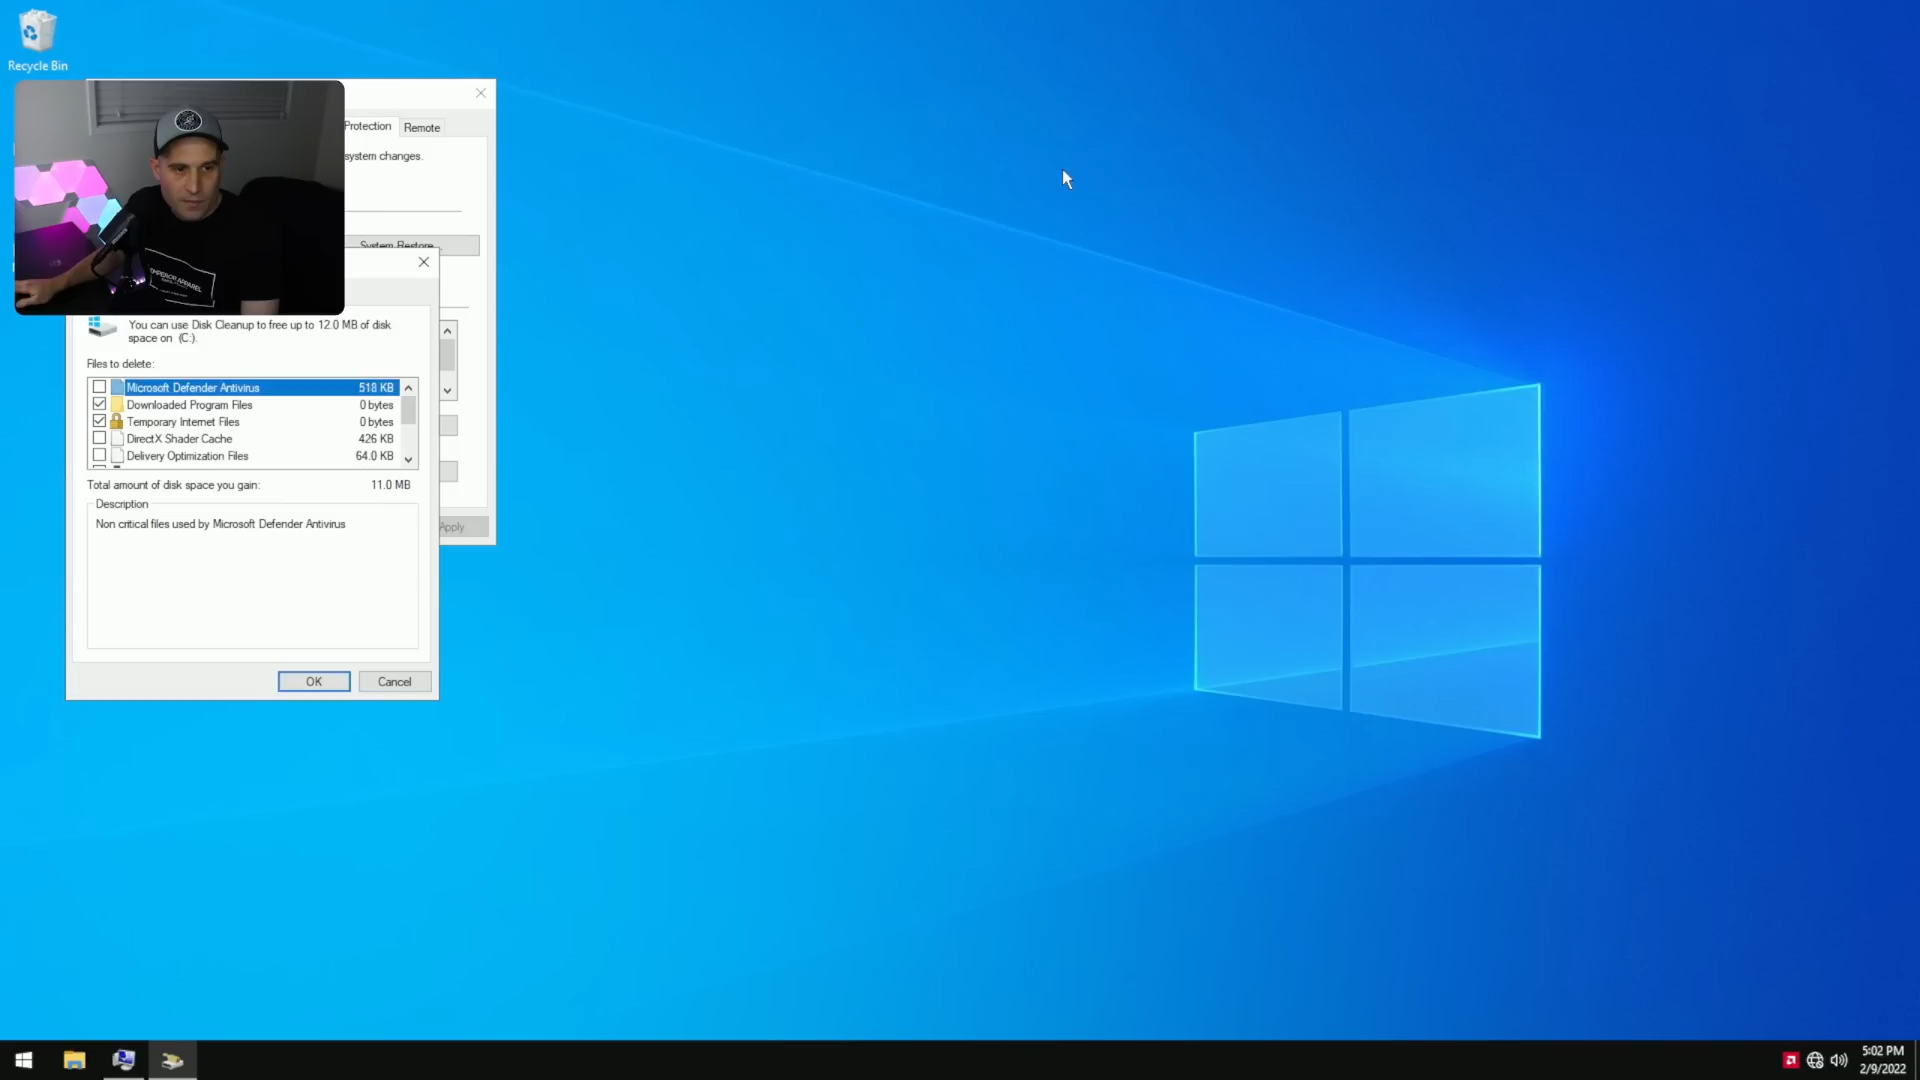 Recycle Bin
Protection
Remote
system changes.
System Restore...
You can use Disk Cleanup to free up to 12.0 MB of disk
space on (C:).
Files to delete:
Microsoft Defender Antivirus 518 KB
Downloaded Program Files 0 bytes
Temporary Internet Files 0 bytes
DirectX Shader Cache 426 KB
Delivery Optimization Files 64.0 KB
Total amount of disk space you gain: 11.0 MB
Description
Non critical files used by Microsoft Defender Antivirus
Apply
OK
Cancel
EMPEROR APPAREL
5:02 PM
2/9/2022